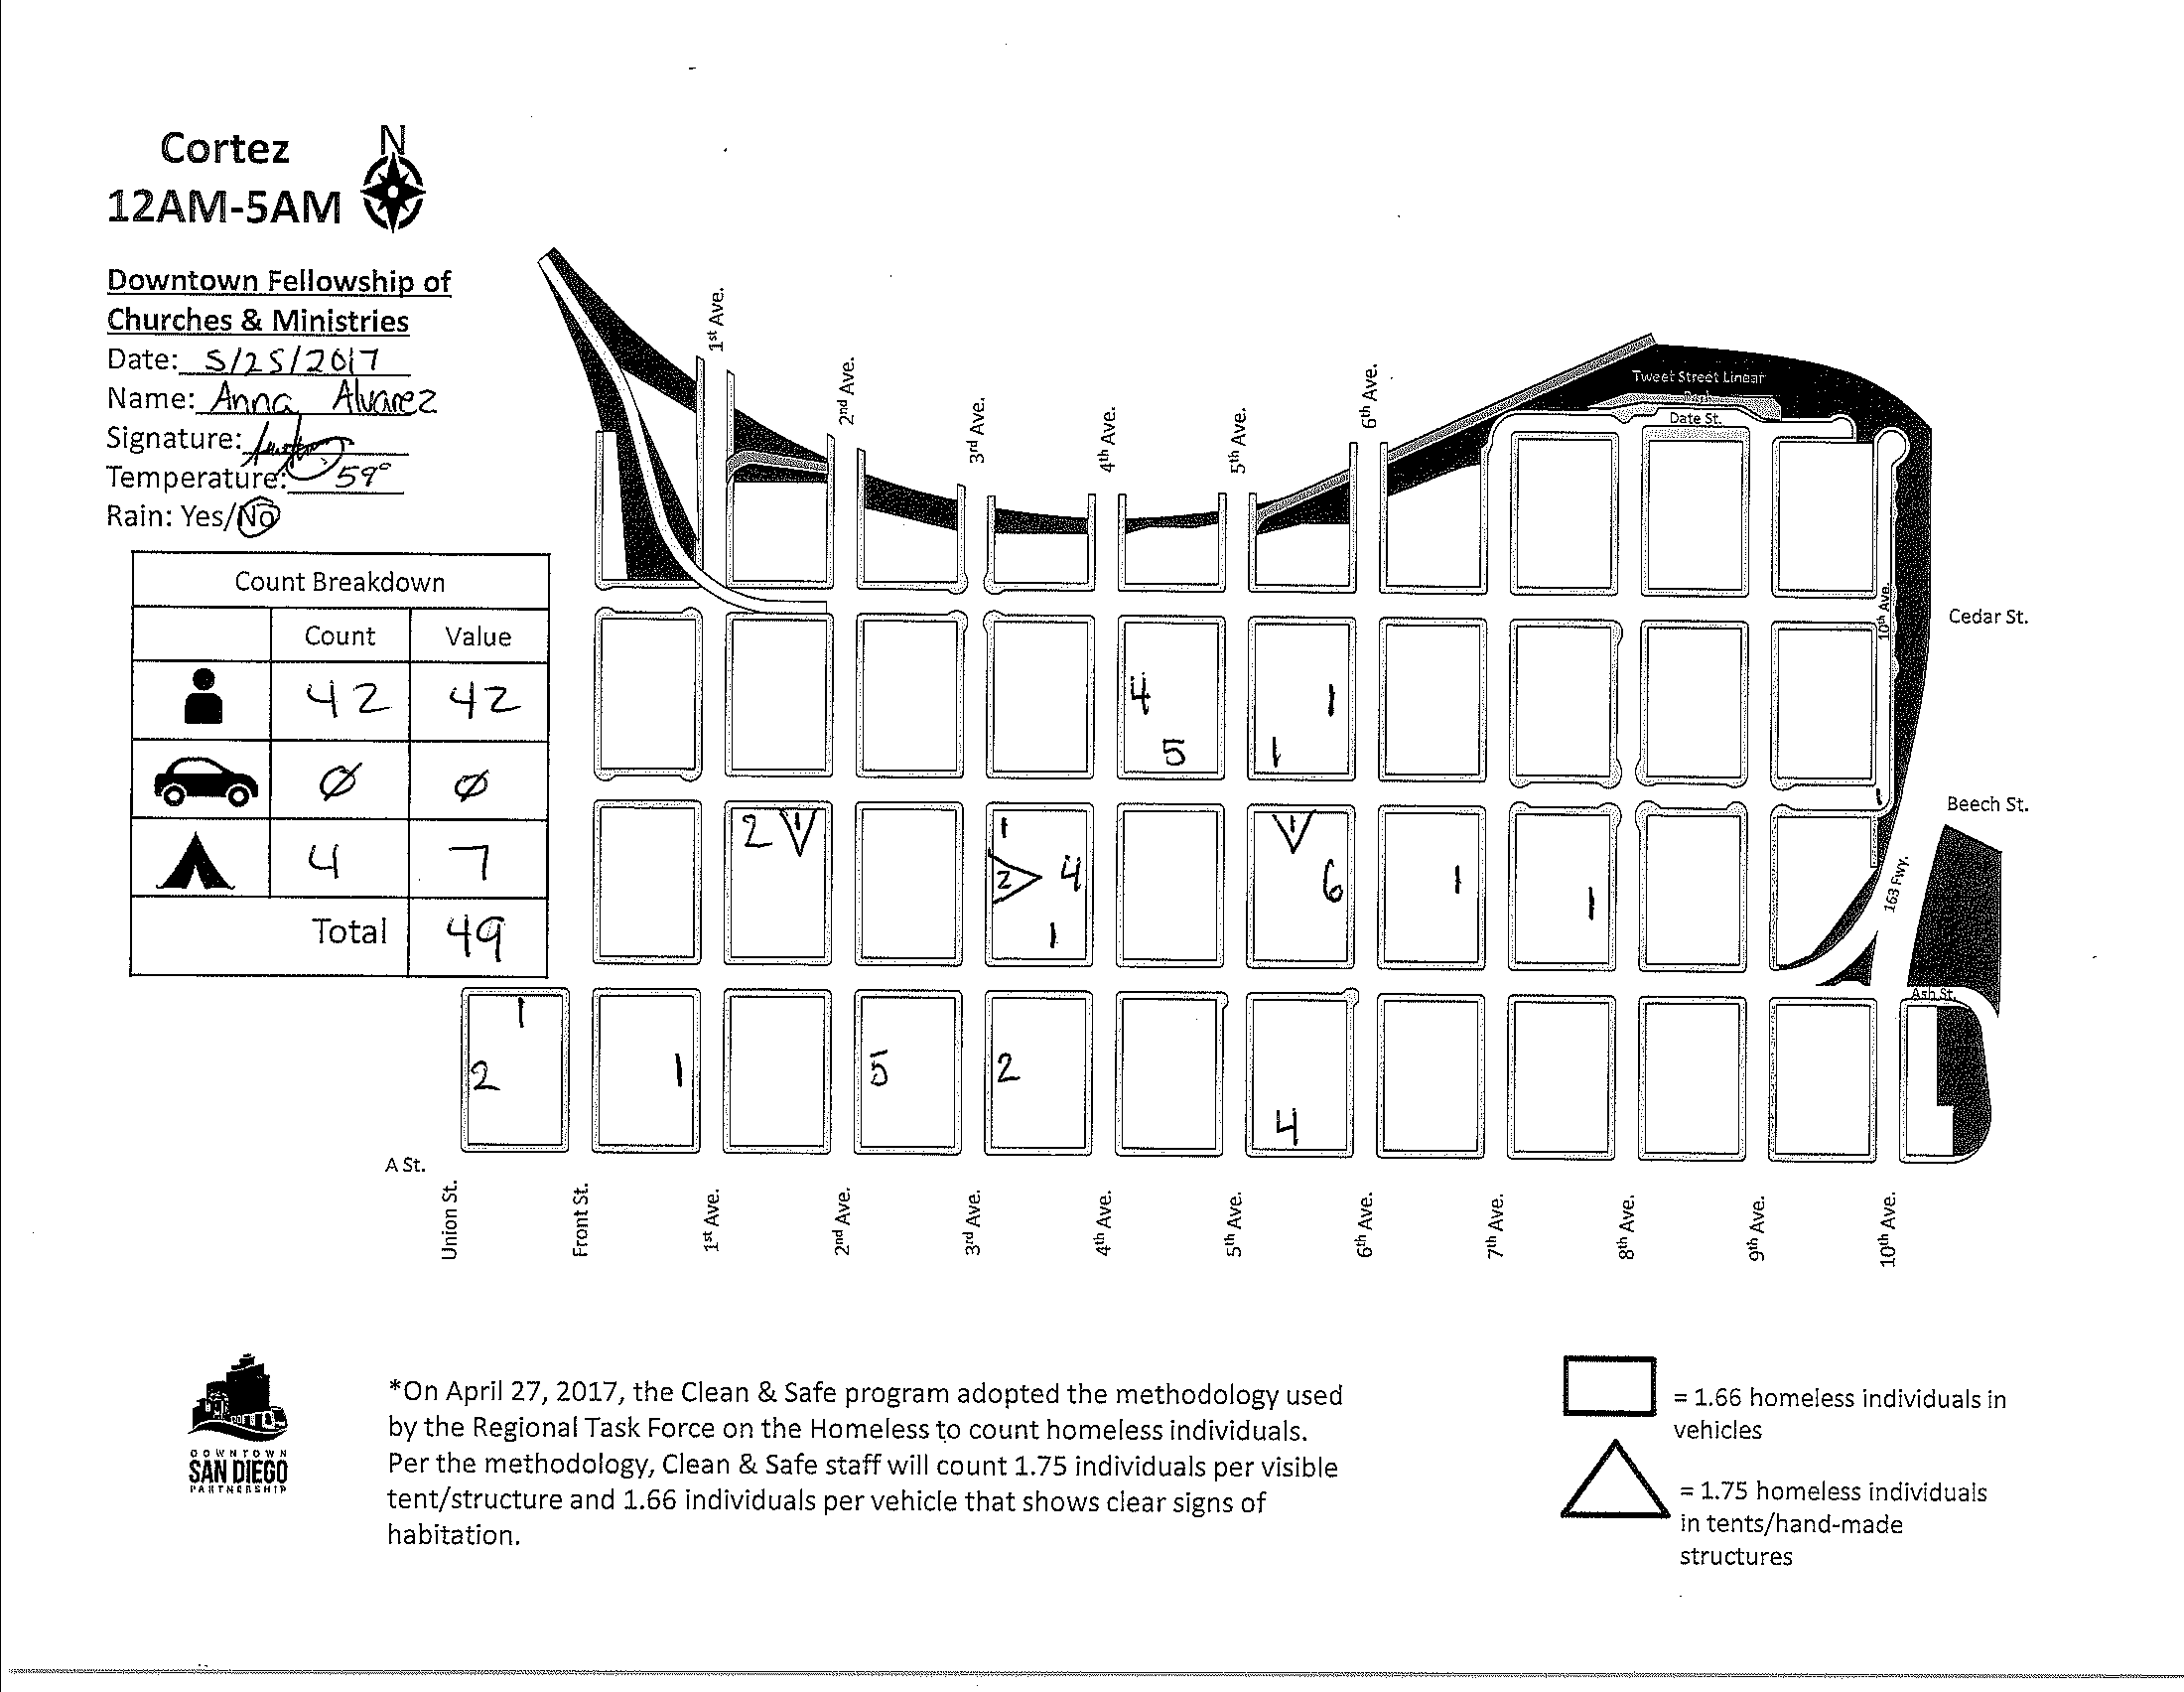 Cortez
N
12AM-5AM
Downtown Fellowship of
Churches & Ministries
Date: 5/25/2017
Name: Anna Alvarez
Signature:
Temperature: 59°
Rain: Yes/No
Count Breakdown
Count Value
42 42
Ø Ø
4 7
Total 49
1st Ave.
2nd Ave.
3rd Ave.
4th Ave.
5th Ave.
6th Ave.
Tweet Street Linear
Park
Date St.
10th Ave.
Cedar St.
4 1
5 1
1
Beech St.
2 1 1 1
2 4 6 1 1
1
163 Fwy.
Ash St.
1
2 1 5 2
4
A St.
Union St.
Front St.
1st Ave.
2nd Ave.
3rd Ave.
4th Ave.
5th Ave.
6th Ave.
7th Ave.
8th Ave.
9th Ave.
10th Ave.
DOWNTOWN
SAN DIEGO
PARTNERSHIP
*On April 27, 2017, the Clean & Safe program adopted the methodology used
by the Regional Task Force on the Homeless to count homeless individuals.
Per the methodology, Clean & Safe staff will count 1.75 individuals per visible
tent/structure and 1.66 individuals per vehicle that shows clear signs of
habitation.
= 1.66 homeless individuals in
vehicles
= 1.75 homeless individuals
in tents/hand-made
structures